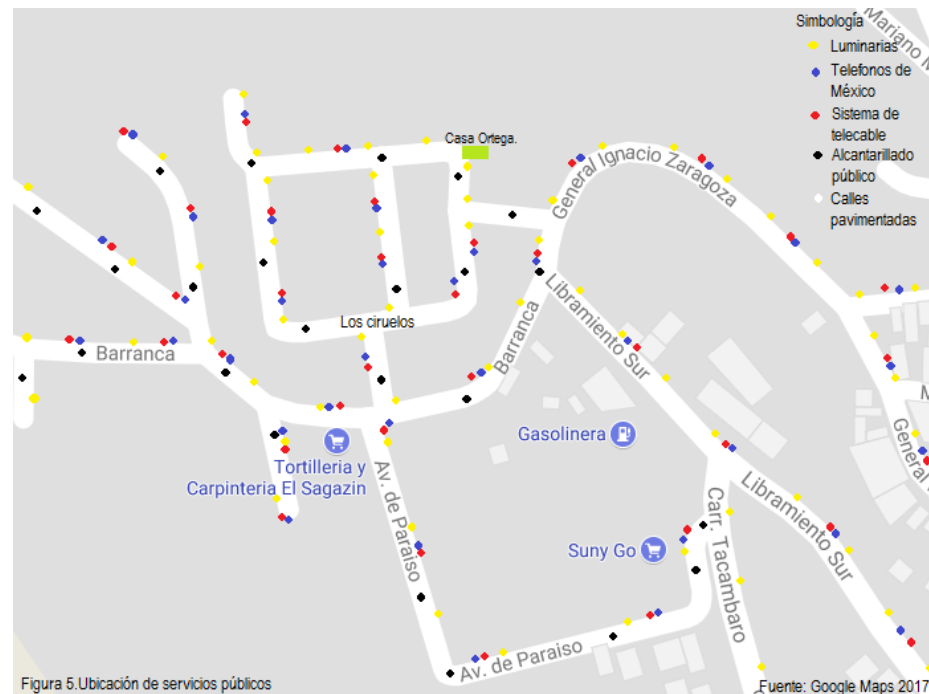 Simbología
Luminarias
Telefonos de
México
Sistema de
telecable
Alcantarillado
público
Calles
pavimentadas
Mariano M
Casa Ortega.
General Ignacio Zaragoza
Los ciruelos
Barranca
Barranca
Libramiento Sur
Gasolinera
Tortilleria y
Carpinteria El Sagazin
Av. de Paraiso
Suny Go
Carr. Tacambaro
Libramiento Sur
M
General
Av. de Paraiso
Figura 5.Ubicación de servicios públicos
Fuente: Google Maps 2017